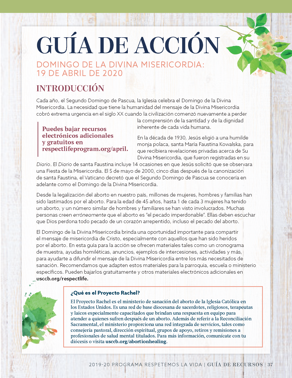 GUÍA DE ACCIÓN
DOMINGO DE LA DIVINA MISERICORDIA:
19 DE ABRIL DE 2020
INTRODUCCIÓN
Cada año, el Segundo Domingo de Pascua, la Iglesia celebra el Domingo de la Divina
Misericordia. La necesidad que tiene la humanidad del mensaje de la Divina Misericordia
cobró extrema urgencia en el siglo XX cuando la civilización comenzó nuevamente a perder
la comprensión de la santidad y de la dignidad
inherente de cada vida humana.
Puedes bajar recursos
electrónicos adicionales
y gratuitos en
respectlifeprogram.org/april.
En la década de 1930, Jesús eligió a una humilde
monja polaca, santa María Faustina Kowalska, para
que recibiera revelaciones privadas acerca de Su
Divina Misericordia, que fueron registradas en su
Diario. El Diario de santa Faustina incluye 14 ocasiones en que Jesús solicitó que se observara
una Fiesta de la Misericordia. El 5 de mayo de 2000, cinco días después de la canonización
de santa Faustina, el Vaticano decretó que el Segundo Domingo de Pascua se conocería en
adelante como el Domingo de la Divina Misericordia.
Desde la legalización del aborto en nuestro país, millones de mujeres, hombres y familias han
sido lastimados por el aborto. Para la edad de 45 años, hasta 1 de cada 3 mujeres ha tenido
un aborto, y un número similar de hombres y familiares se han visto involucrados. Muchas
personas creen erróneamente que el aborto es "el pecado imperdonable". Ellas deben escuchar
que Dios perdona todo pecado de un corazón arrepentido, incluso el pecado de aborto.
El Domingo de la Divina Misericordia brinda una oportunidad importante para compartir
el mensaje de misericordia de Cristo, especialmente con aquellos que han sido heridos
por el aborto. En esta guía para la acción se ofrecen materiales tales como un cronograma
de muestra, ayudas homiléticas, anuncios, ejemplos de intercesiones, actividades y más,
para ayudarte a difundir el mensaje de la Divina Misericordia entre los más necesitados de
sanación. Recomendamos que adapten estos materiales para la parroquia, escuela o ministerio
específicos. Pueden bajarlos gratuitamente y otros materiales electrónicos adicionales en
usccb.org/respectlife.
¿Qué es el Proyecto Rachel?
El Proyecto Rachel es el ministerio de sanación del aborto de la Iglesia Católica en
los Estados Unidos. Es una red de base diocesana de sacerdotes, religiosos, terapeutas
y laicos especialmente capacitados que brindan una respuesta en equipo para
atender a quienes sufren después de un aborto. Además de referir a la Reconciliación
Sacramental, el ministerio proporciona una red integrada de servicios, tales como
consejería pastoral, dirección espiritual, grupos de apoyo, retiros y remisiones a
profesionales de salud mental titulados. Para más información, comunícate con tu
diócesis o visita usccb.org/abortionhealing.
2019-20 PROGRAMA RESPETEMOS LA VIDA | GUÍA DE RECURSOS | 37